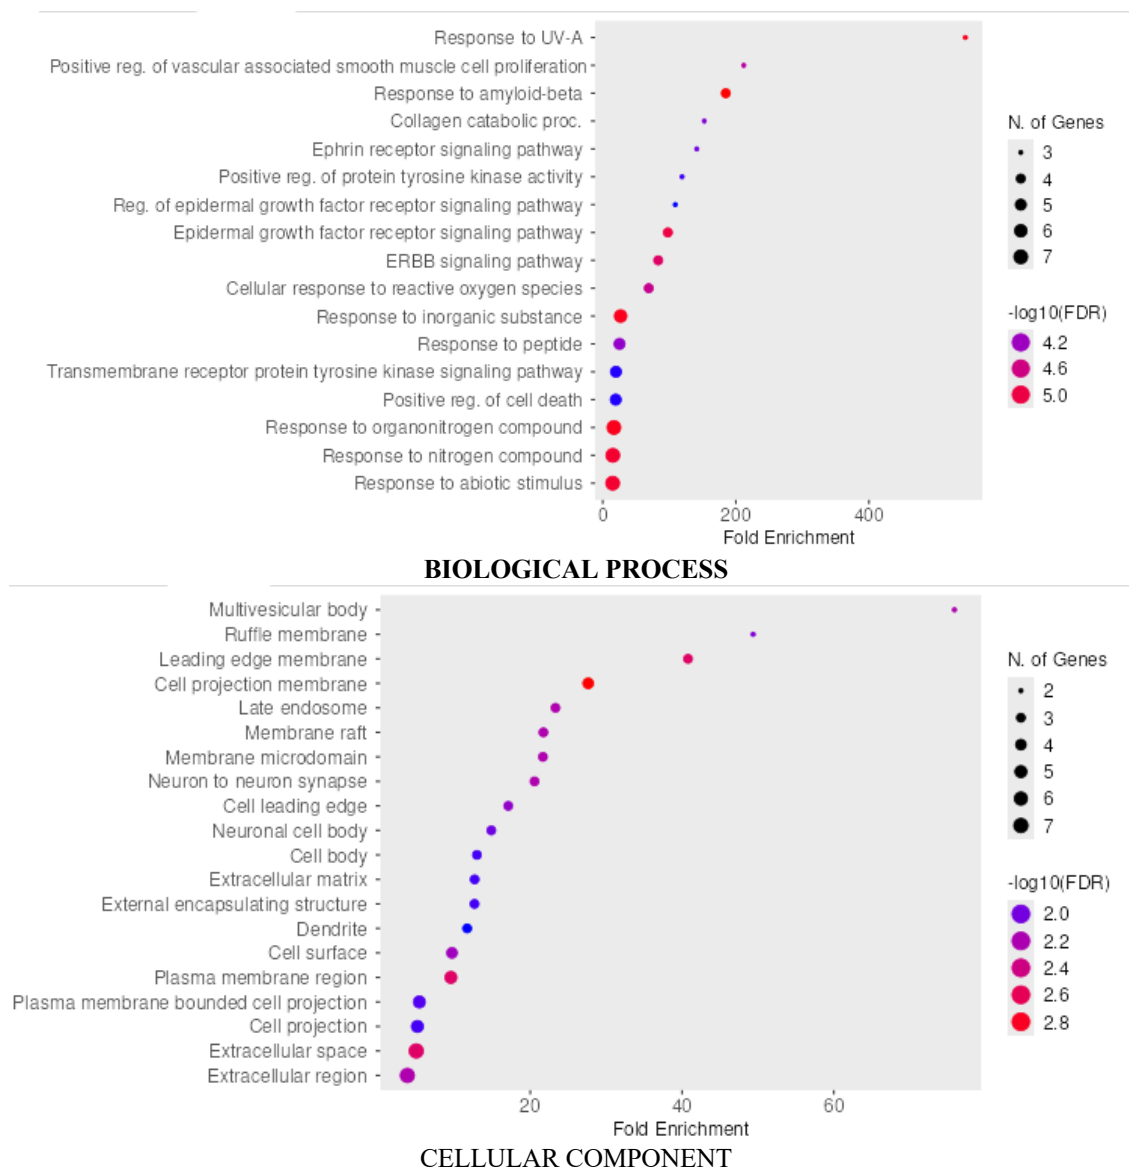 Response to UV-A
Positive reg. of vascular associated smooth muscle cell proliferation
Response to amyloid-beta
Collagen catabolic proc.
Ephrin receptor signaling pathway
Positive reg. of protein tyrosine kinase activity
Reg. of epidermal growth factor receptor signaling pathway
Epidermal growth factor receptor signaling pathway
ERBB signaling pathway
Cellular response to reactive oxygen species
Response to inorganic substance
Response to peptide
Transmembrane receptor protein tyrosine kinase signaling pathway
Positive reg. of cell death
Response to organonitrogen compound
Response to nitrogen compound
Response to abiotic stimulus
0 200 400
Fold Enrichment
N. of Genes
3
4
5
6
7
-log10(FDR)
4.2
4.6
5.0
BIOLOGICAL PROCESS
Multivesicular body
Ruffle membrane
Leading edge membrane
Cell projection membrane
Late endosome
Membrane raft
Membrane microdomain
Neuron to neuron synapse
Cell leading edge
Neuronal cell body
Cell body
Extracellular matrix
External encapsulating structure
Dendrite
Cell surface
Plasma membrane region
Plasma membrane bounded cell projection
Cell projection
Extracellular space
Extracellular region
20 40 60
Fold Enrichment
N. of Genes
2
3
4
5
6
7
-log10(FDR)
2.0
2.2
2.4
2.6
2.8
CELLULAR COMPONENT